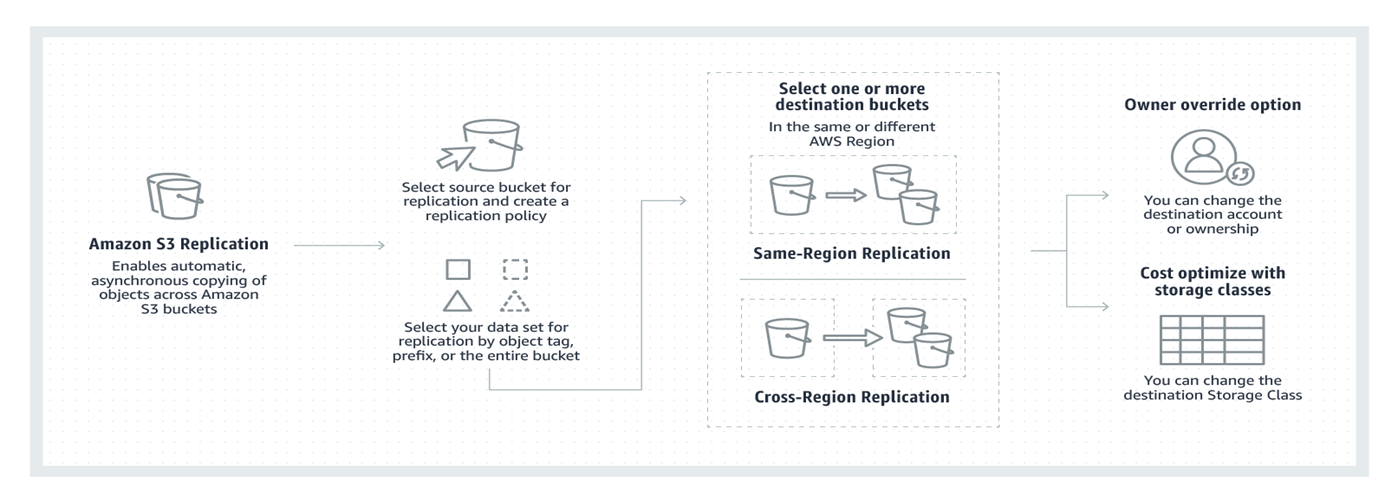 Amazon S3 Replication
Enables automatic,
asynchronous copying of
objects across Amazon
S3 buckets
Select source bucket for
replication and create a
replication policy
Select your data set for
replication by object tag,
prefix, or the entire bucket
Select one or more
destination buckets
In the same or different
AWS Region
Same-Region Replication
Cross-Region Replication
Owner override option
You can change the
destination account
or ownership
Cost optimize with
storage classes
You can change the
destination Storage Class